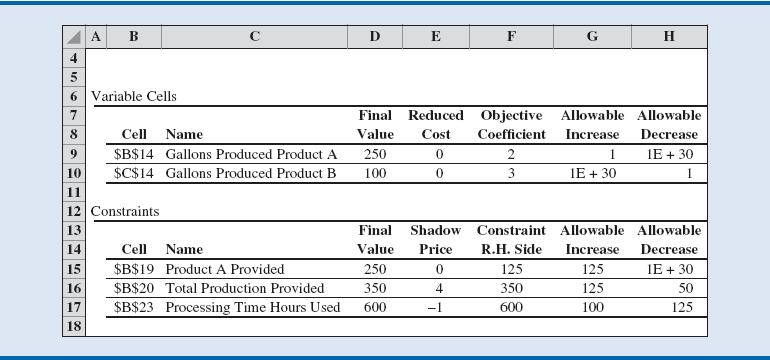 A B C D E F G H
4
5
6 Variable Cells
7 Final Reduced Objective Allowable Allowable
8 Cell Name Value Cost Coefficient Increase Decrease
9 $B$14 Gallons Produced Product A 250 0 2 1 1E + 30
10 $C$14 Gallons Produced Product B 100 0 3 1E + 30 1
11
12 Constraints
13 Final Shadow Constraint Allowable Allowable
14 Cell Name Value Price R.H. Side Increase Decrease
15 $B$19 Product A Provided 250 0 125 125 1E + 30
16 $B$20 Total Production Provided 350 4 350 125 50
17 $B$23 Processing Time Hours Used 600 −1 600 100 125
18